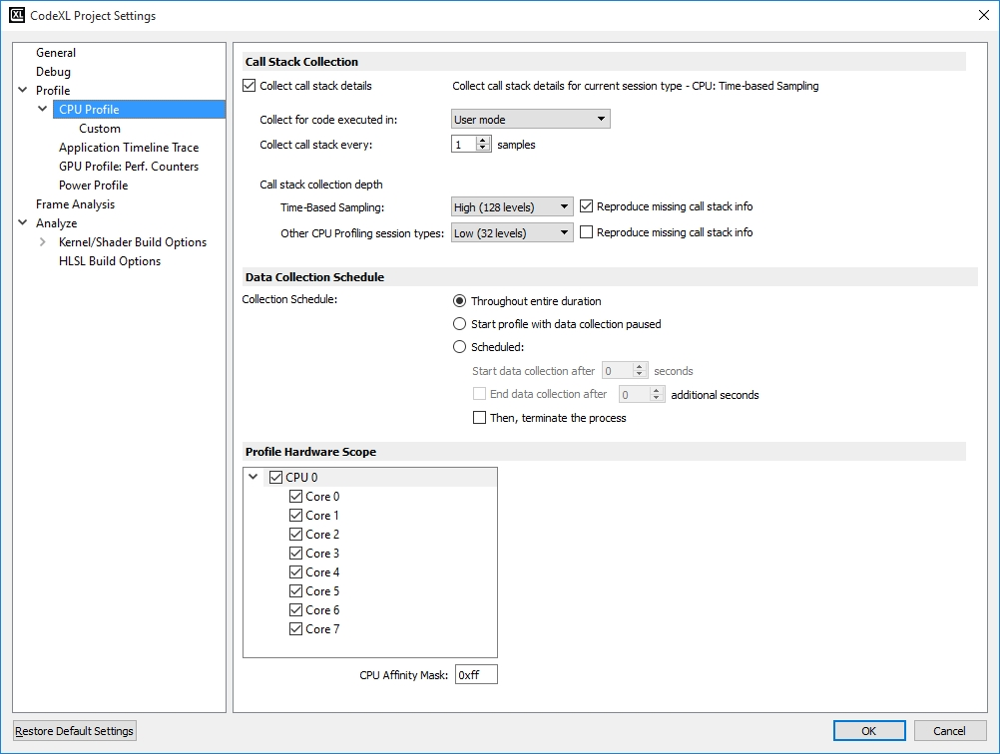 XL CodeXL Project Settings
General
Debug
Profile
CPU Profile
Custom
Application Timeline Trace
GPU Profile: Perf. Counters
Power Profile
Frame Analysis
Analyze
Kernel/Shader Build Options
HLSL Build Options
Call Stack Collection
Collect call stack details Collect call stack details for current session type - CPU: Time-based Sampling
Collect for code executed in: User mode
Collect call stack every: 1 samples
Call stack collection depth
Time-Based Sampling: High (128 levels) Reproduce missing call stack info
Other CPU Profiling session types: Low (32 levels) Reproduce missing call stack info
Data Collection Schedule
Collection Schedule: Throughout entire duration
Start profile with data collection paused
Scheduled:
Start data collection after 0 seconds
End data collection after 0 additional seconds
Then, terminate the process
Profile Hardware Scope
CPU 0
Core 0
Core 1
Core 2
Core 3
Core 4
Core 5
Core 6
Core 7
CPU Affinity Mask: 0xff
Restore Default Settings OK Cancel